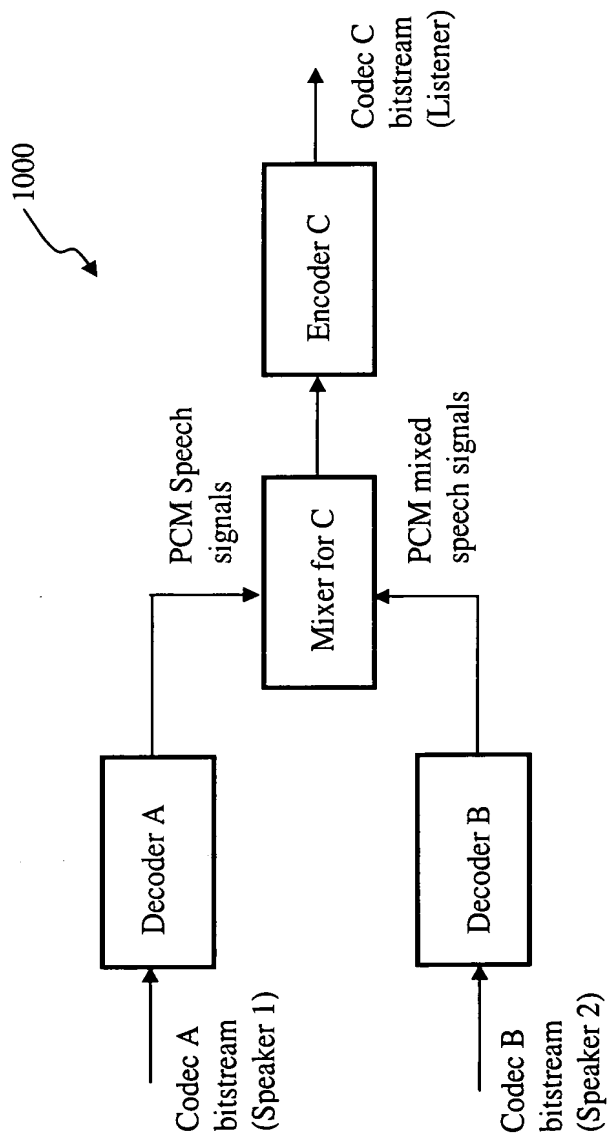 1000
Codec A
bitstream
(Speaker 1)
Decoder A
PCM Speech
signals
Mixer for C
Encoder C
Codec C
bitstream
(Listener)
PCM mixed
speech signals
Codec B
bitstream
(Speaker 2)
Decoder B